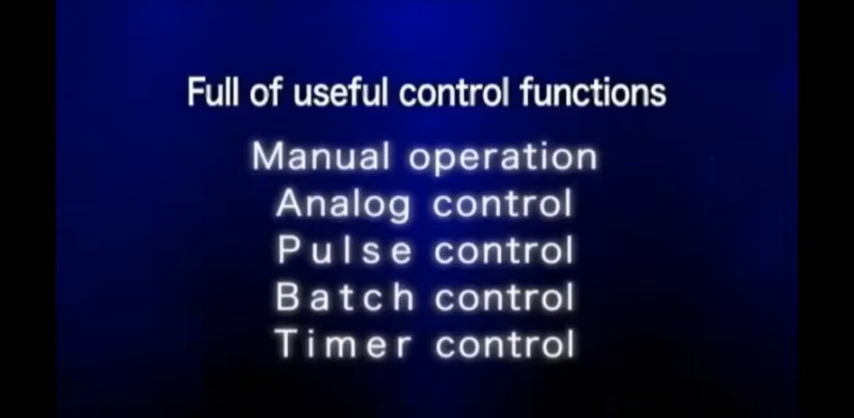 Full of useful control functions
Manual operation
Analog control
Pulse control
Batch control
Timer control